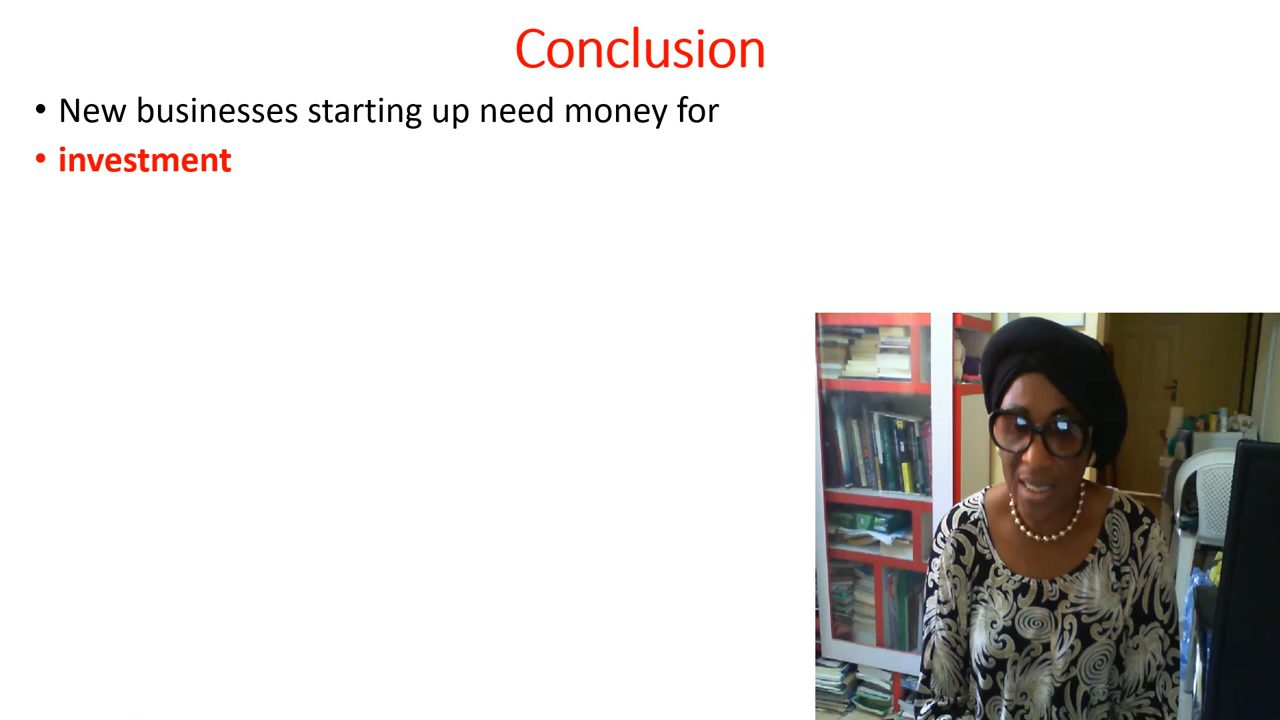 Conclusion
• New businesses starting up need money for
• investment